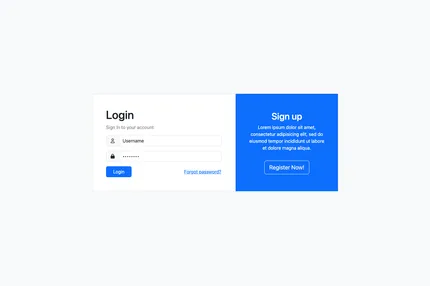 Login
Sign in to your account
Username
********
Login
Forgot password?
Sign up
Lorem ipsum dolor sit amet,
consectetur adipiscing elit, sed do
eiusmod tempor incididunt ut labore
et dolore magna aliqua.
Register Now!